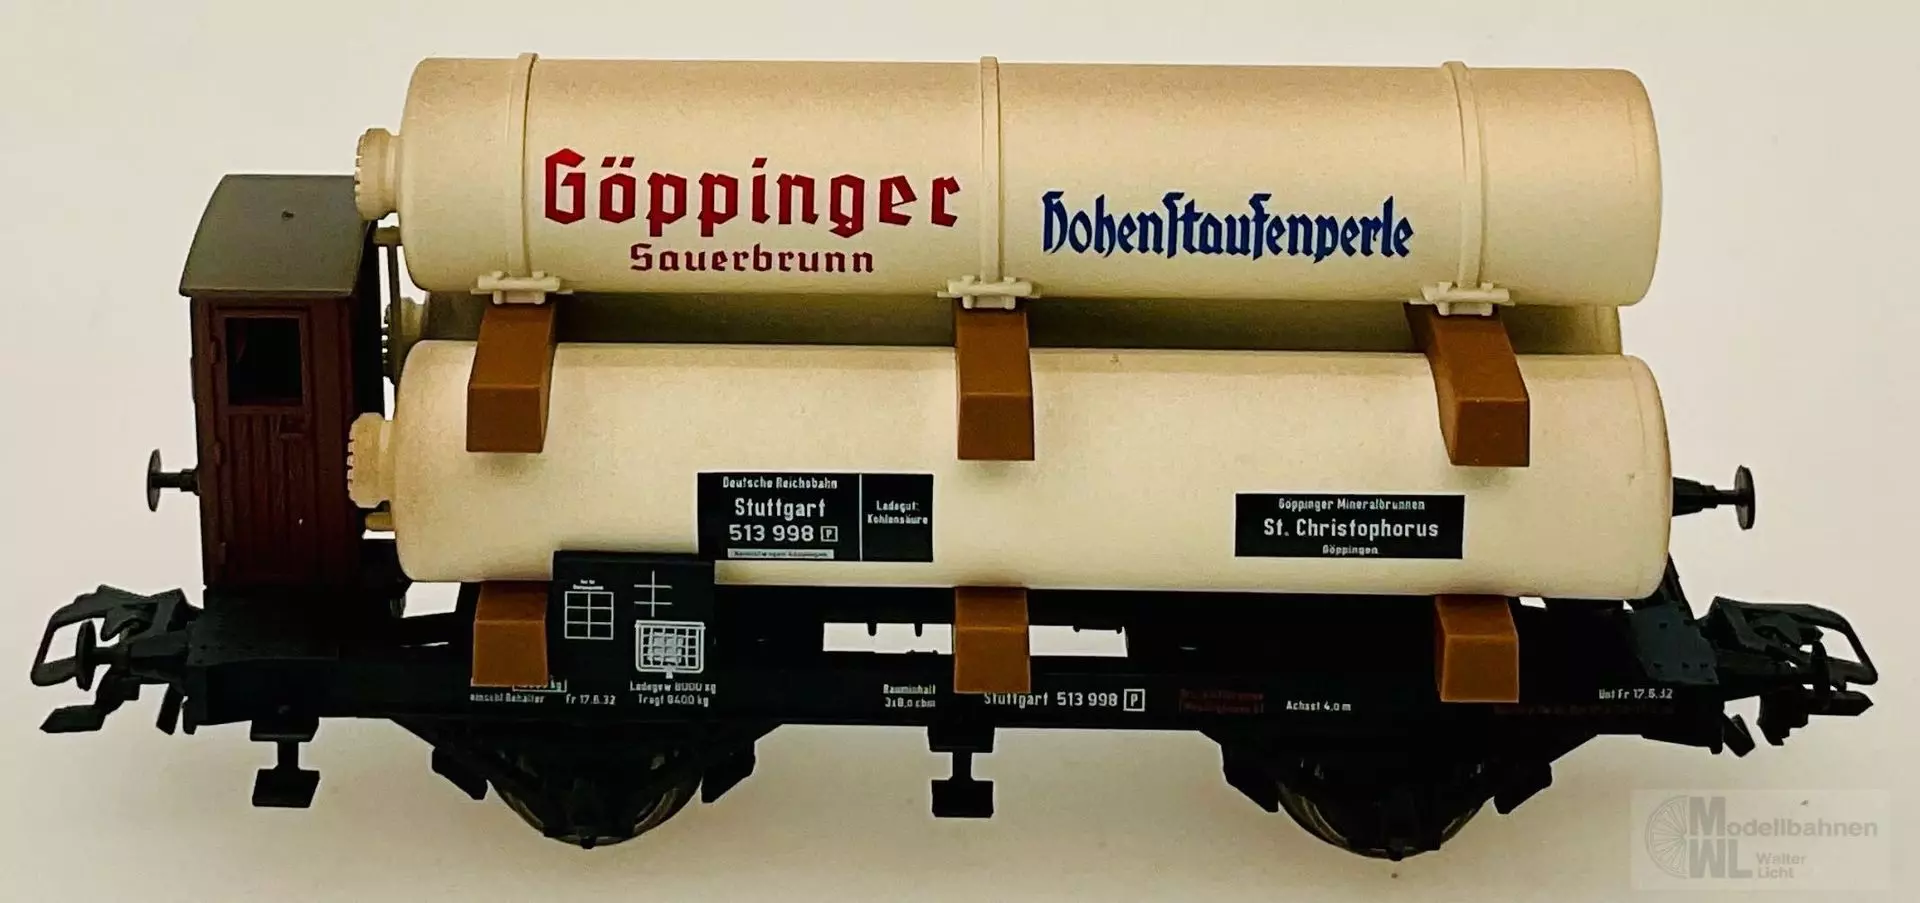 Göppinger
Sauerbrunn
Hohenstaufenperle
Deutsche Reichsbahn
Stuttgart
513 998 P
Ladegut:
Kohlensäure
Göppinger Mineralbrunnen
St. Christophorus
Göppingen
einschl Behälter
Fr 17.6.32
Ladegew 8000 kg
Tragf 8400 kg
Rauminhalt
3x8,0 cbm
Stuttgart 513 998 P
Achsst 4,0 m
Unt Fr 17.6.32
Modellbahnen
WL Walter
Licht